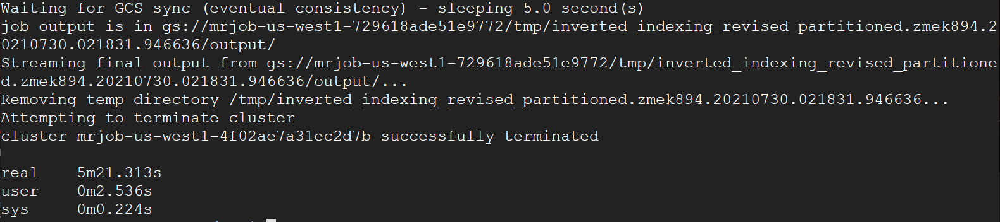 Waiting for GCS sync (eventual consistency) - sleeping 5.0 second(s)
job output is in gs://mrjob-us-west1-729618ade51e9772/tmp/inverted_indexing_revised_partitioned.zmek894.2
0210730.021831.946636/output/
Streaming final output from gs://mrjob-us-west1-729618ade51e9772/tmp/inverted_indexing_revised_partitione
d.zmek894.20210730.021831.946636/output/...
Removing temp directory /tmp/inverted_indexing_revised_partitioned.zmek894.20210730.021831.946636...
Attempting to terminate cluster
cluster mrjob-us-west1-4f02ae7a31ec2d7b successfully terminated
real 5m21.313s
user 0m2.536s
sys 0m0.224s